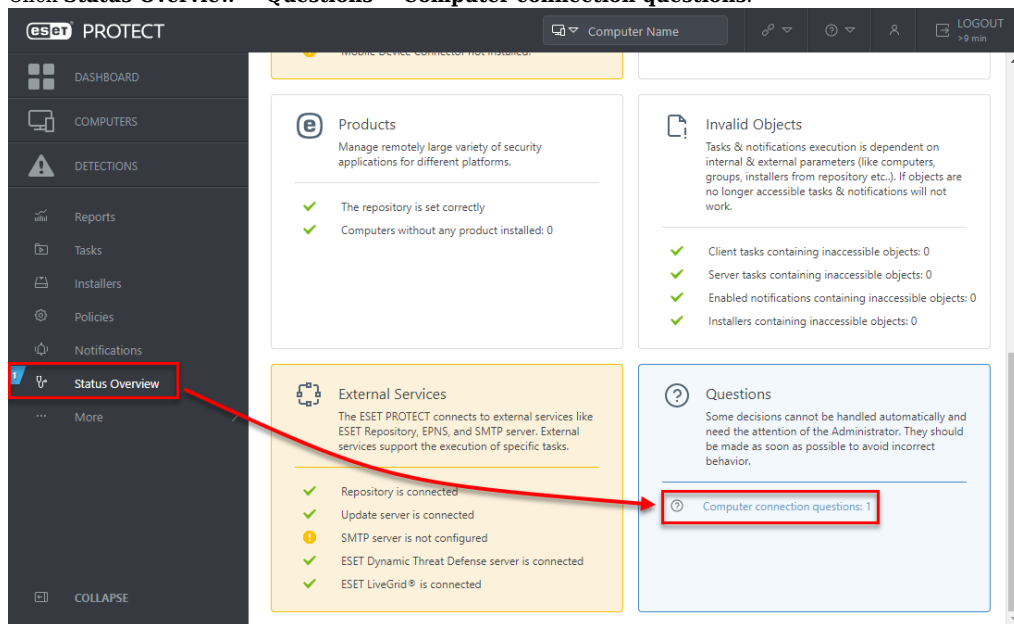 Click Status Overview > Questions > Computer connection questions.
eset PROTECT
Computer Name
LOGOUT
>9 min
DASHBOARD
COMPUTERS
DETECTIONS
Reports
Tasks
Installers
Policies
Notifications
1
Status Overview
More
COLLAPSE
Mobile Device Connector not installed.
Products
Manage remotely large variety of security
applications for different platforms.
The repository is set correctly
Computers without any product installed: 0
Invalid Objects
Tasks & notifications execution is dependent on
internal & external parameters (like computers,
groups, installers from repository etc..). If objects are
no longer accessible tasks & notifications will not
work.
Client tasks containing inaccessible objects: 0
Server tasks containing inaccessible objects: 0
Enabled notifications containing inaccessible objects: 0
Installers containing inaccessible objects: 0
External Services
The ESET PROTECT connects to external services like
ESET Repository, EPNS, and SMTP server. External
services support the execution of specific tasks.
Repository is connected
Update server is connected
SMTP server is not configured
ESET Dynamic Threat Defense server is connected
ESET LiveGrid® is connected
Questions
Some decisions cannot be handled automatically and
need the attention of the Administrator. They should
be made as soon as possible to avoid incorrect
behavior.
Computer connection questions: 1